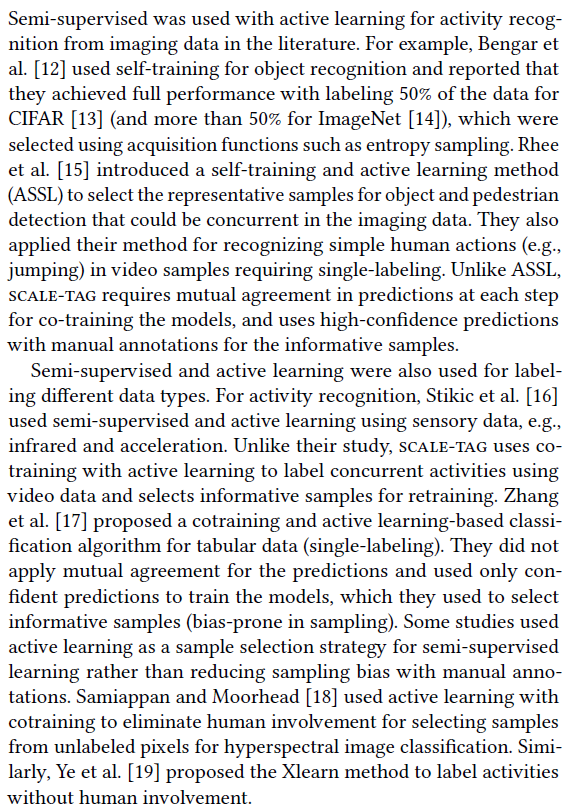 Semi-supervised was used with active learning for activity recog-
nition from imaging data in the literature. For example, Bengar et
al. [12] used self-training for object recognition and reported that
they achieved full performance with labeling 50% of the data for
CIFAR [13] (and more than 50% for ImageNet [14]), which were
selected using acquisition functions such as entropy sampling. Rhee
et al. [15] introduced a self-training and active learning method
(ASSL) to select the representative samples for object and pedestrian
detection that could be concurrent in the imaging data. They also
applied their method for recognizing simple human actions (e.g.,
jumping) in video samples requiring single-labeling. Unlike ASSL,
SCALE-TAG requires mutual agreement in predictions at each step
for co-training the models, and uses high-confidence predictions
with manual annotations for the informative samples.
Semi-supervised and active learning were also used for label-
ing different data types. For activity recognition, Stikic et al. [16]
used semi-supervised and active learning using sensory data, e.g.,
infrared and acceleration. Unlike their study, SCALE-TAG uses co-
training with active learning to label concurrent activities using
video data and selects informative samples for retraining. Zhang
et al. [17] proposed a cotraining and active learning-based classi-
fication algorithm for tabular data (single-labeling). They did not
apply mutual agreement for the predictions and used only con-
fident predictions to train the models, which they used to select
informative samples (bias-prone in sampling). Some studies used
active learning as a sample selection strategy for semi-supervised
learning rather than reducing sampling bias with manual anno-
tations. Samiappan and Moorhead [18] used active learning with
cotraining to eliminate human involvement for selecting samples
from unlabeled pixels for hyperspectral image classification. Simi-
larly, Ye et al. [19] proposed the Xlearn method to label activities
without human involvement.